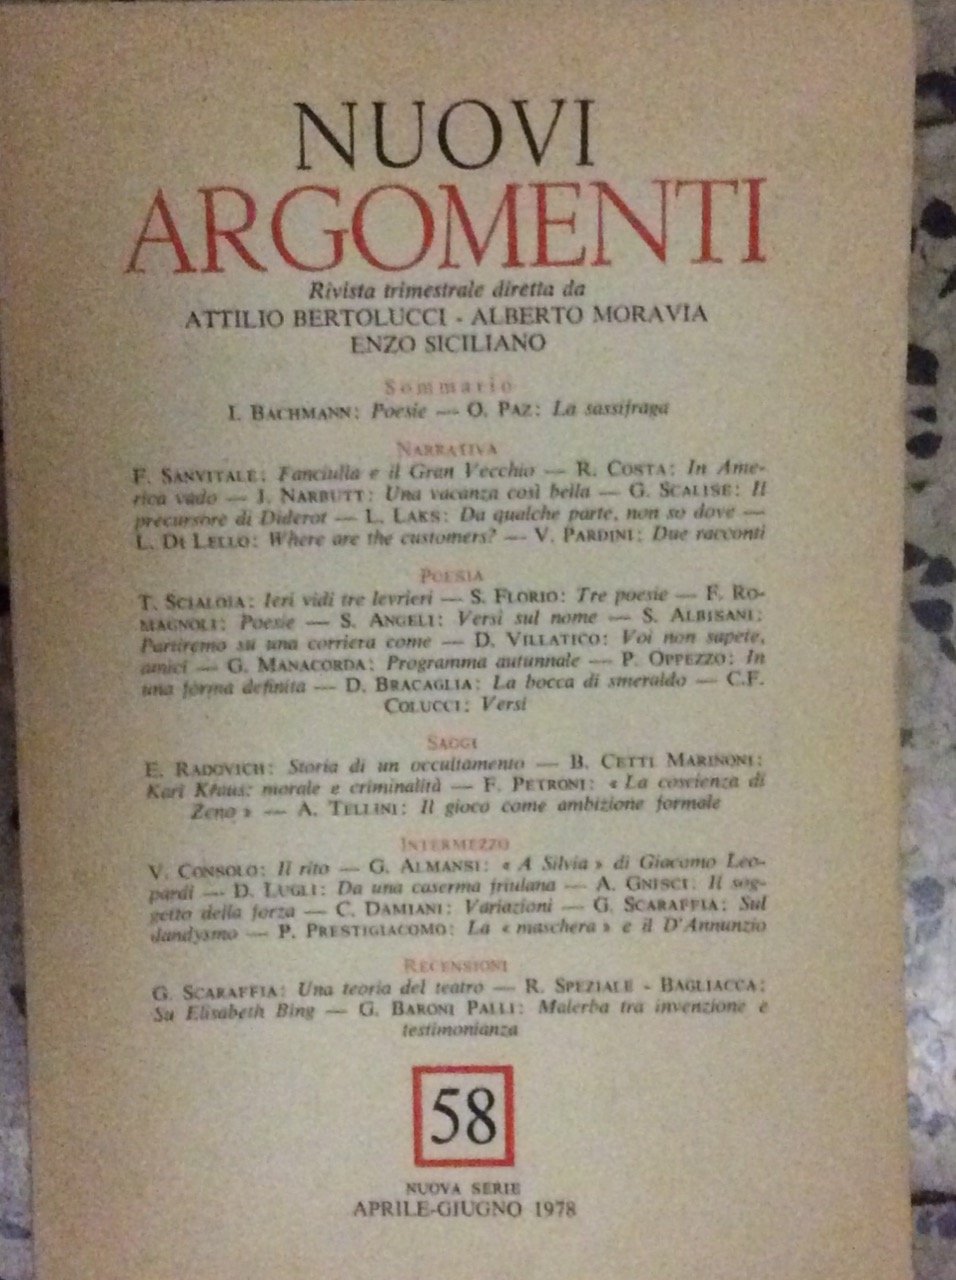 NUOVI
ARGOMENTI
Rivista trimestrale diretta da
ATTILIO BERTOLUCCI - ALBERTO MORAVIA
ENZO SICILIANO
Sommario
I. BACHMANN: Poesie — O. PAZ: La sassifraga
NARRATIVA
F. SANVITALE: Fanciulla e il Gran Vecchio — R. COSTA: In Ame-
rica vado — J. NARBUTT: Una vacanza così bella — G. SCALISE: Il
precursore di Diderot — L. LAKS: Da qualche parte, non so dove —
L. DI LELLO: Where are the customers? — V. PARDINI: Due racconti
POESIA
T. SCIALOIA: Ieri vidi tre levrieri — S. FLORIO: Tre poesie — F. RO-
MAGNOLI: Poesie — S. ANGELI: Versi sul nome — S. ALBISANI:
Partiremo su una corriera come — D. VILLATICO: Voi non sapete,
amici — G. MANACORDA: Programma autunnale — P. OPPEZZO: In
una forma definita — D. BRACAGLIA: La bocca di smeraldo — C.F.
COLUCCI: Versi
SAGGI
E. RADOVICH: Storia di un occultamento — B. CETTI MARINONI:
Karl Kraus: morale e criminalità — F. PETRONI: « La coscienza di
Zeno » — A. TELLINI: Il gioco come ambizione formale
INTERMEZZO
V. CONSOLO: Il rito — G. ALMANSI: « A Silvia » di Giacomo Leo-
pardi — D. LUGLI: Da una caserma friulana — A. GNISCI: Il sog-
getto della forza — C. DAMIANI: Variazioni — G. SCARAFFIA: Sul
dandysmo — P. PRESTIGIACOMO: La « maschera » e il D'Annunzio
RECENSIONI
G. SCARAFFIA: Una teoria del teatro — R. SPEZIALE - BAGLIACCA:
Su Elisabeth Bing — G. BARONI PALLI: Malerba tra invenzione e
testimonianza
58
NUOVA SERIE
APRILE-GIUGNO 1978